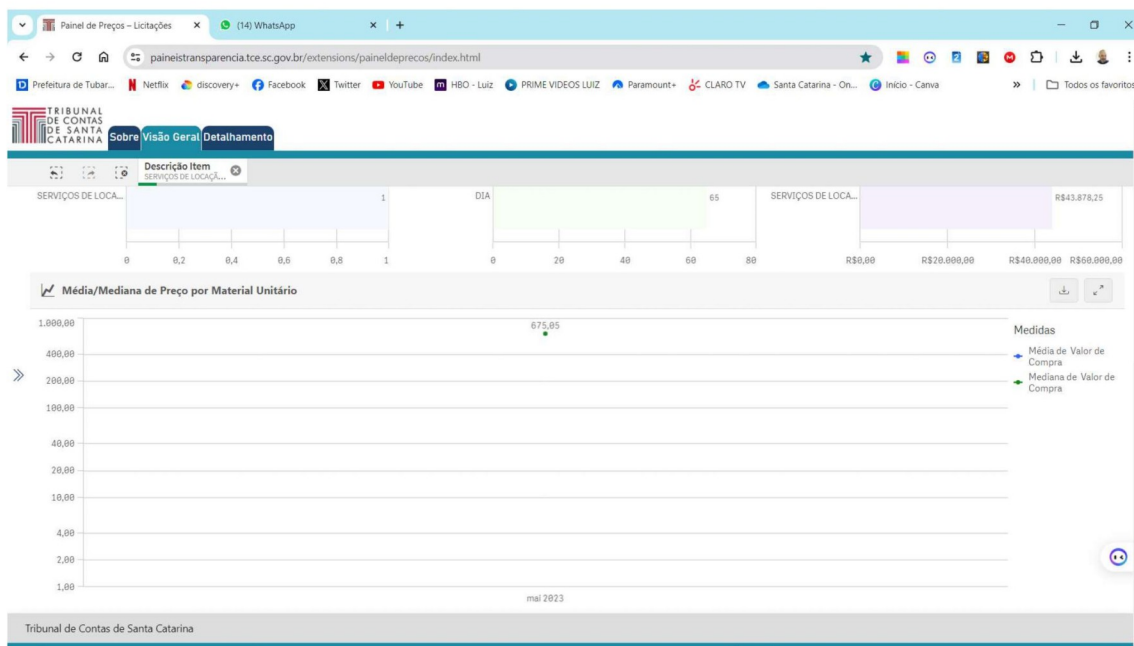 Painel de Preços – Licitações
(14) WhatsApp
paineistransparencia.tce.sc.gov.br/extensions/paineldeprecos/index.html
Prefeitura de Tubar... Netflix discovery+ Facebook Twitter YouTube HBO - Luiz PRIME VIDEOS LUIZ Paramount+ CLARO TV Santa Catarina - On... Início - Canva » Todos os favoritos
TRIBUNAL
DE CONTAS
DE SANTA
CATARINA
Sobre Visão Geral Detalhamento
Descrição Item
SERVIÇOS DE LOCAÇÃ...
SERVIÇOS DE LOCA... 1 DIA 65 SERVIÇOS DE LOCA... R$43.878,25
0 0,2 0,4 0,6 0,8 1 0 20 40 60 80 R$0,00 R$20.000,00 R$40.000,00 R$60.000,00
Média/Mediana de Preço por Material Unitário
1.000,00
675,05
400,00
200,00
100,00
40,00
20,00
10,00
4,00
2,00
1,00
mai 2023
Medidas
Média de Valor de
Compra
Mediana de Valor de
Compra
Tribunal de Contas de Santa Catarina